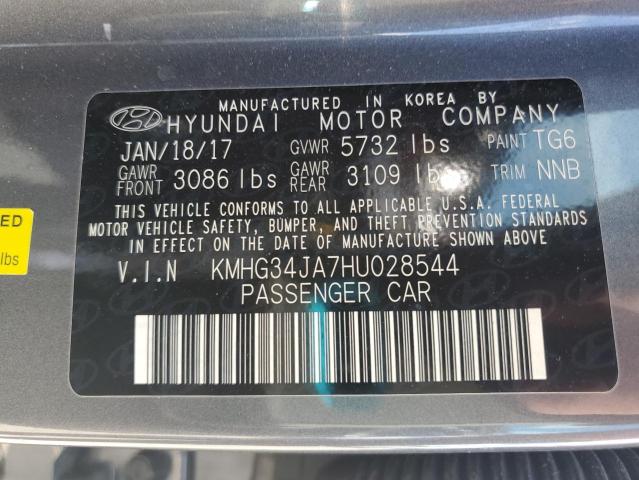 MANUFACTURED IN KOREA BY
HYUNDAI MOTOR COMPANY
JAN/18/17 GVWR 5732 lbs PAINT TG6
GAWR FRONT 3086 lbs GAWR REAR 3109 lbs TRIM NNB
THIS VEHICLE CONFORMS TO ALL APPLICABLE U.S.A. FEDERAL
MOTOR VEHICLE SAFETY, BUMPER, AND THEFT PREVENTION STANDARDS
IN EFFECT ON THE DATE OF MANUFACTURE SHOWN ABOVE
V.I.N KMHG34JA7HU028544
PASSENGER CAR
lbs